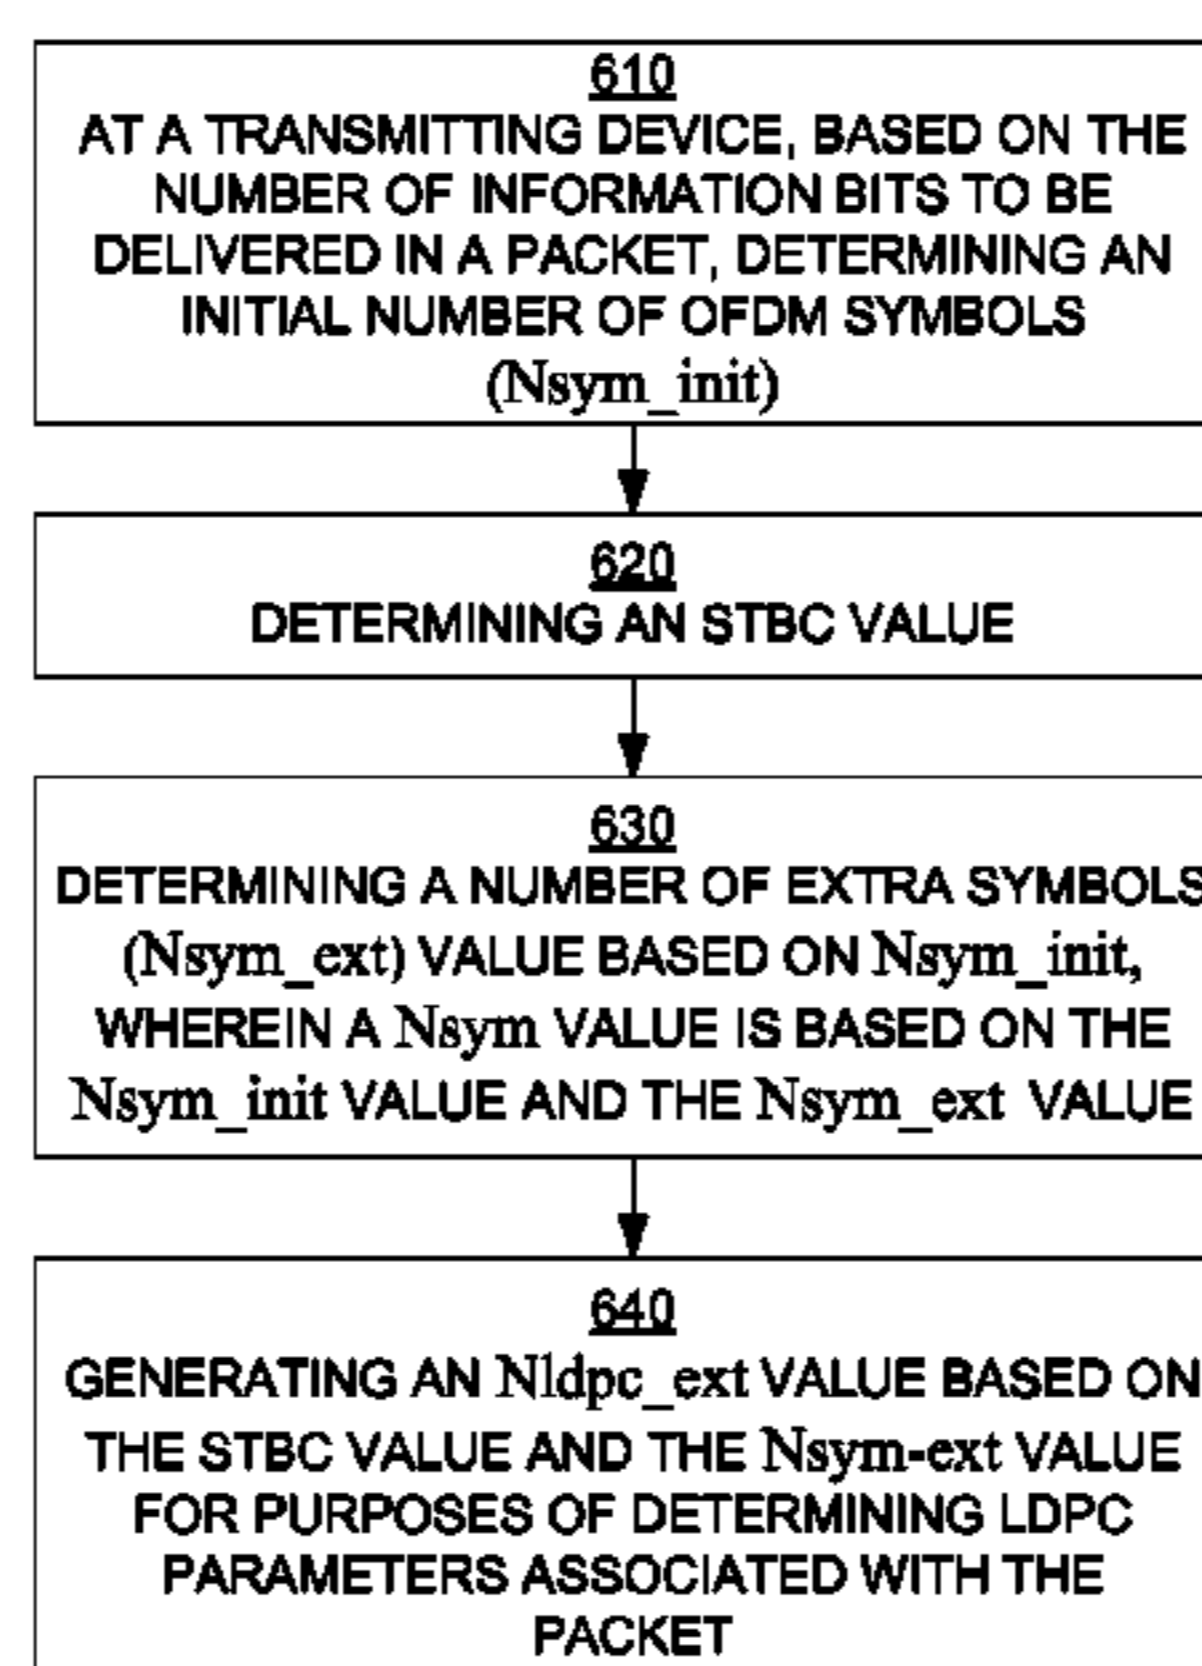 610
AT A TRANSMITTING DEVICE, BASED ON THE
NUMBER OF INFORMATION BITS TO BE
DELIVERED IN A PACKET, DETERMINING AN
INITIAL NUMBER OF OFDM SYMBOLS
(Nsym_init)
620
DETERMINING AN STBC VALUE
630
DETERMINING A NUMBER OF EXTRA SYMBOLS
(Nsym_ext) VALUE BASED ON Nsym_init,
WHEREIN A Nsym VALUE IS BASED ON THE
Nsym_init VALUE AND THE Nsym_ext VALUE
640
GENERATING AN Nldpc_ext VALUE BASED ON
THE STBC VALUE AND THE Nsym-ext VALUE
FOR PURPOSES OF DETERMINING LDPC
PARAMETERS ASSOCIATED WITH THE
PACKET